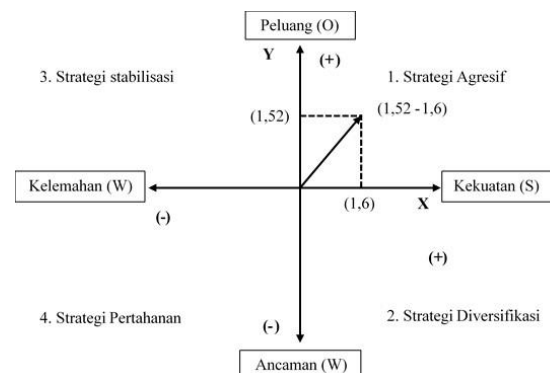 Peluang (O)
Y (+)
3. Strategi stabilisasi 1. Strategi Agresif
(1,52) (1,52 -1,6)
Kelemahan (W) Kekuatan (S)
(-) (1,6) X
(+)
4. Strategi Pertahanan (-) 2. Strategi Diversifikasi
Ancaman (W)